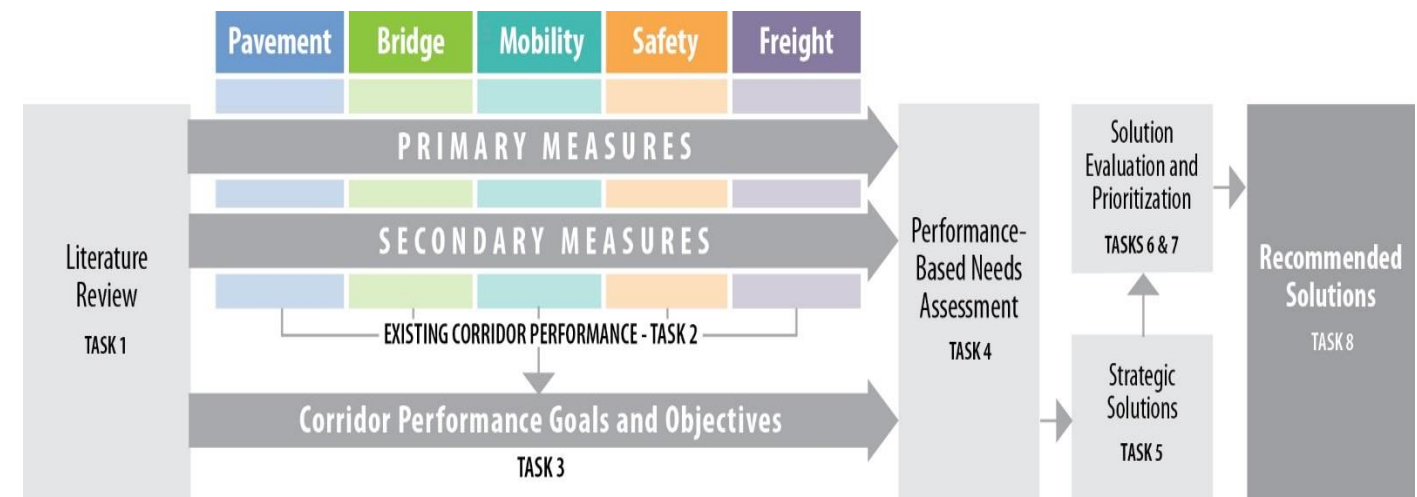 Pavement
Bridge
Mobility
Safety
Freight
Literature
Review
TASK 1
PRIMARY MEASURES
SECONDARY MEASURES
EXISTING CORRIDOR PERFORMANCE - TASK 2
Corridor Performance Goals and Objectives
TASK 3
Performance-
Based Needs
Assessment
TASK 4
Solution
Evaluation and
Prioritization
TASKS 6 & 7
Strategic
Solutions
TASK 5
Recommended
Solutions
TASK 8